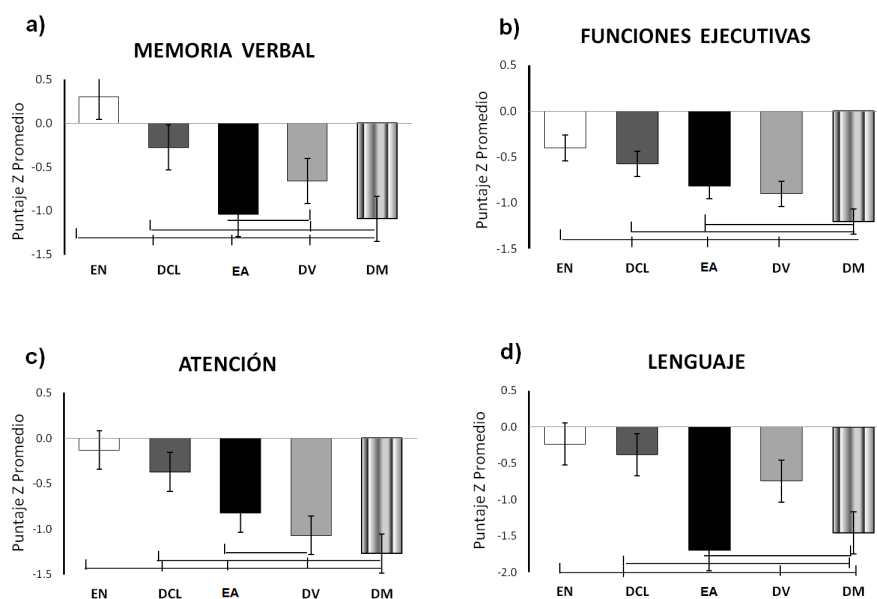 a)
MEMORIA VERBAL
Puntaje Z Promedio
0.5
0.0
-0.5
-1.0
-1.5
EN DCL EA DV DM
b)
FUNCIONES EJECUTIVAS
Puntaje Z Promedio
0.5
0.0
-0.5
-1.0
-1.5
EN DCL EA DV DM
c)
ATENCIÓN
Puntaje Z Promedio
0.5
0.0
-0.5
-1.0
-1.5
EN DCL EA DV DM
d)
LENGUAJE
Puntaje Z Promedio
0.5
0.0
-0.5
-1.0
-1.5
-2.0
EN DCL EA DV DM